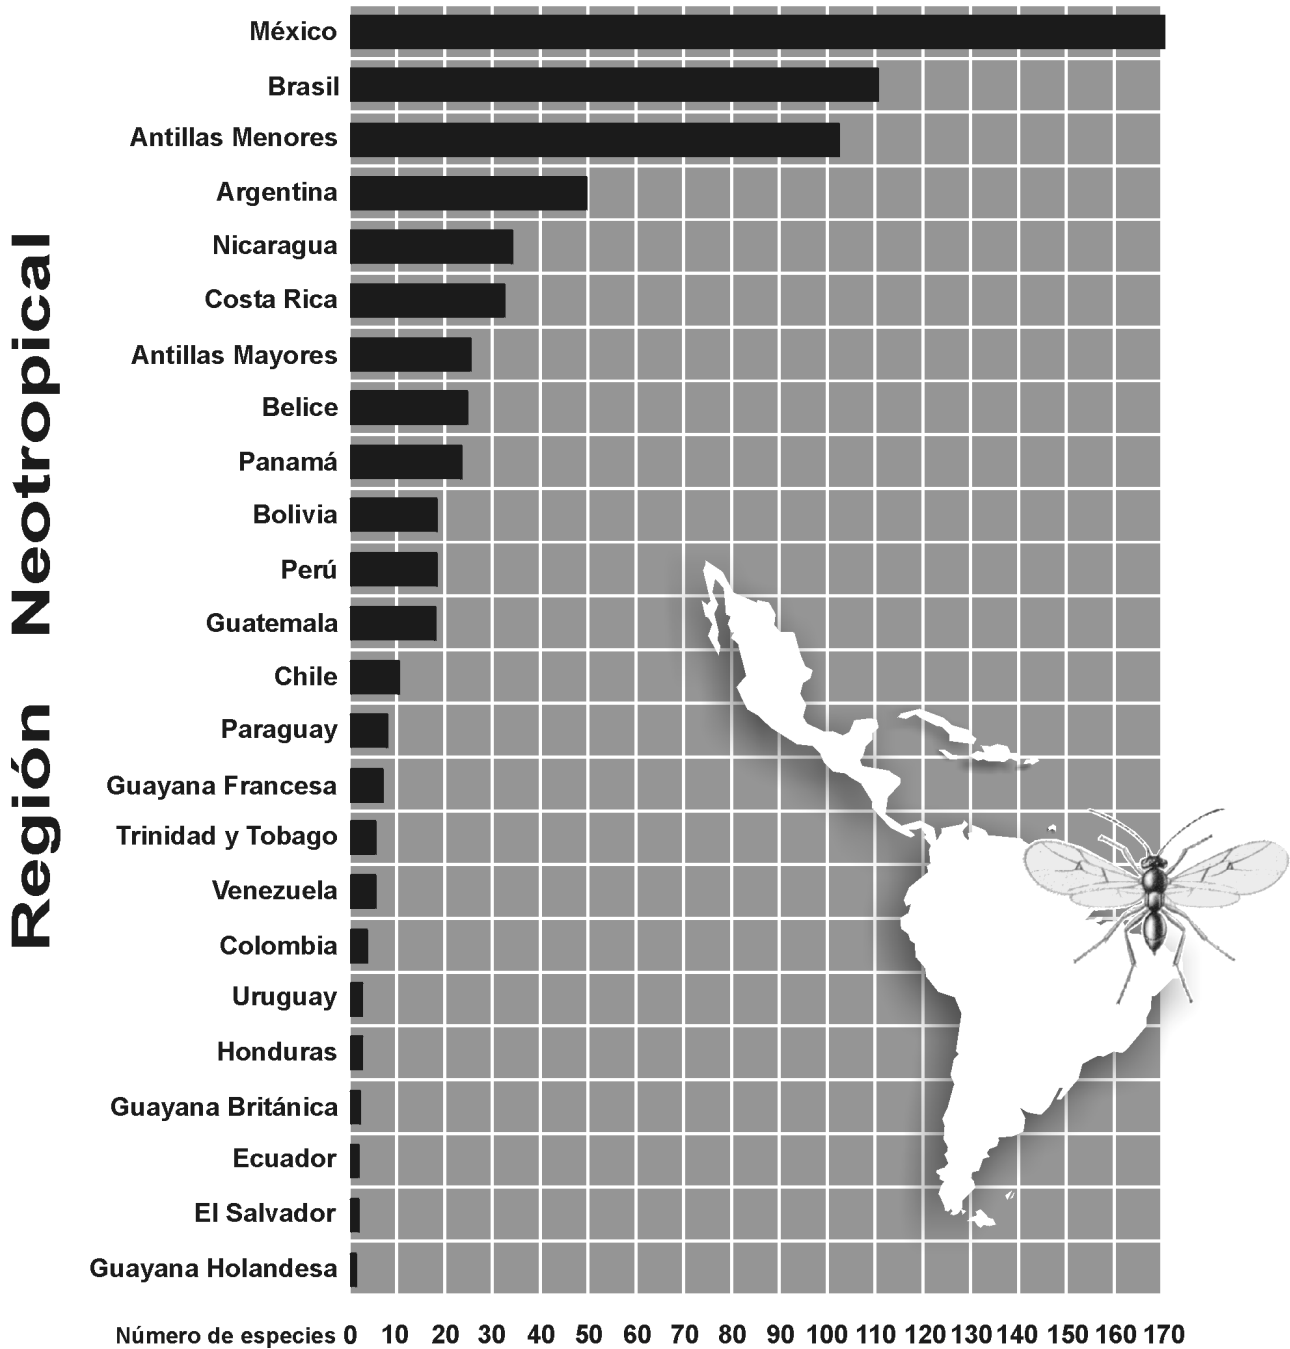 Región Neotropical
México
Brasil
Antillas Menores
Argentina
Nicaragua
Costa Rica
Antillas Mayores
Belice
Panamá
Bolivia
Perú
Guatemala
Chile
Paraguay
Guayana Francesa
Trinidad y Tobago
Venezuela
Colombia
Uruguay
Honduras
Guayana Británica
Ecuador
El Salvador
Guayana Holandesa
Número de especies 0 10 20 30 40 50 60 70 80 90 100 110 120 130 140 150 160 170